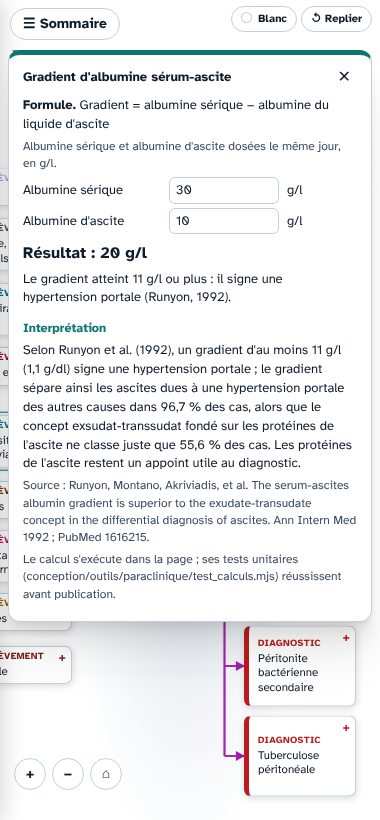 ☰ Sommaire
Blanc
↺ Replier
Gradient d'albumine sérum-ascite
✕
Formule. Gradient = albumine sérique − albumine du
liquide d'ascite
Albumine sérique et albumine d'ascite dosées le même jour,
en g/l.
Albumine sérique 30 g/l
Albumine d'ascite 10 g/l
Résultat : 20 g/l
Le gradient atteint 11 g/l ou plus : il signe une
hypertension portale (Runyon, 1992).
Interprétation
Selon Runyon et al. (1992), un gradient d'au moins 11 g/l
(1,1 g/dl) signe une hypertension portale ; le gradient
sépare ainsi les ascites dues à une hypertension portale
des autres causes dans 96,7 % des cas, alors que le
concept exsudat-transsudat fondé sur les protéines de
l'ascite ne classe juste que 55,6 % des cas. Les protéines
de l'ascite restent un appoint utile au diagnostic.
Source : Runyon, Montano, Akriviadis, et al. The serum-ascites
albumin gradient is superior to the exudate-transudate
concept in the differential diagnosis of ascites. Ann Intern Med
1992 ; PubMed 1616215.
Le calcul s'exécute dans la page ; ses tests unitaires
(conception/outils/paraclinique/test_calculs.mjs) réussissent
avant publication.
DIAGNOSTIC +
Péritonite
bactérienne
secondaire
ÈVEMENT +
le
DIAGNOSTIC +
Tuberculose
péritonéale
+
−
⌂